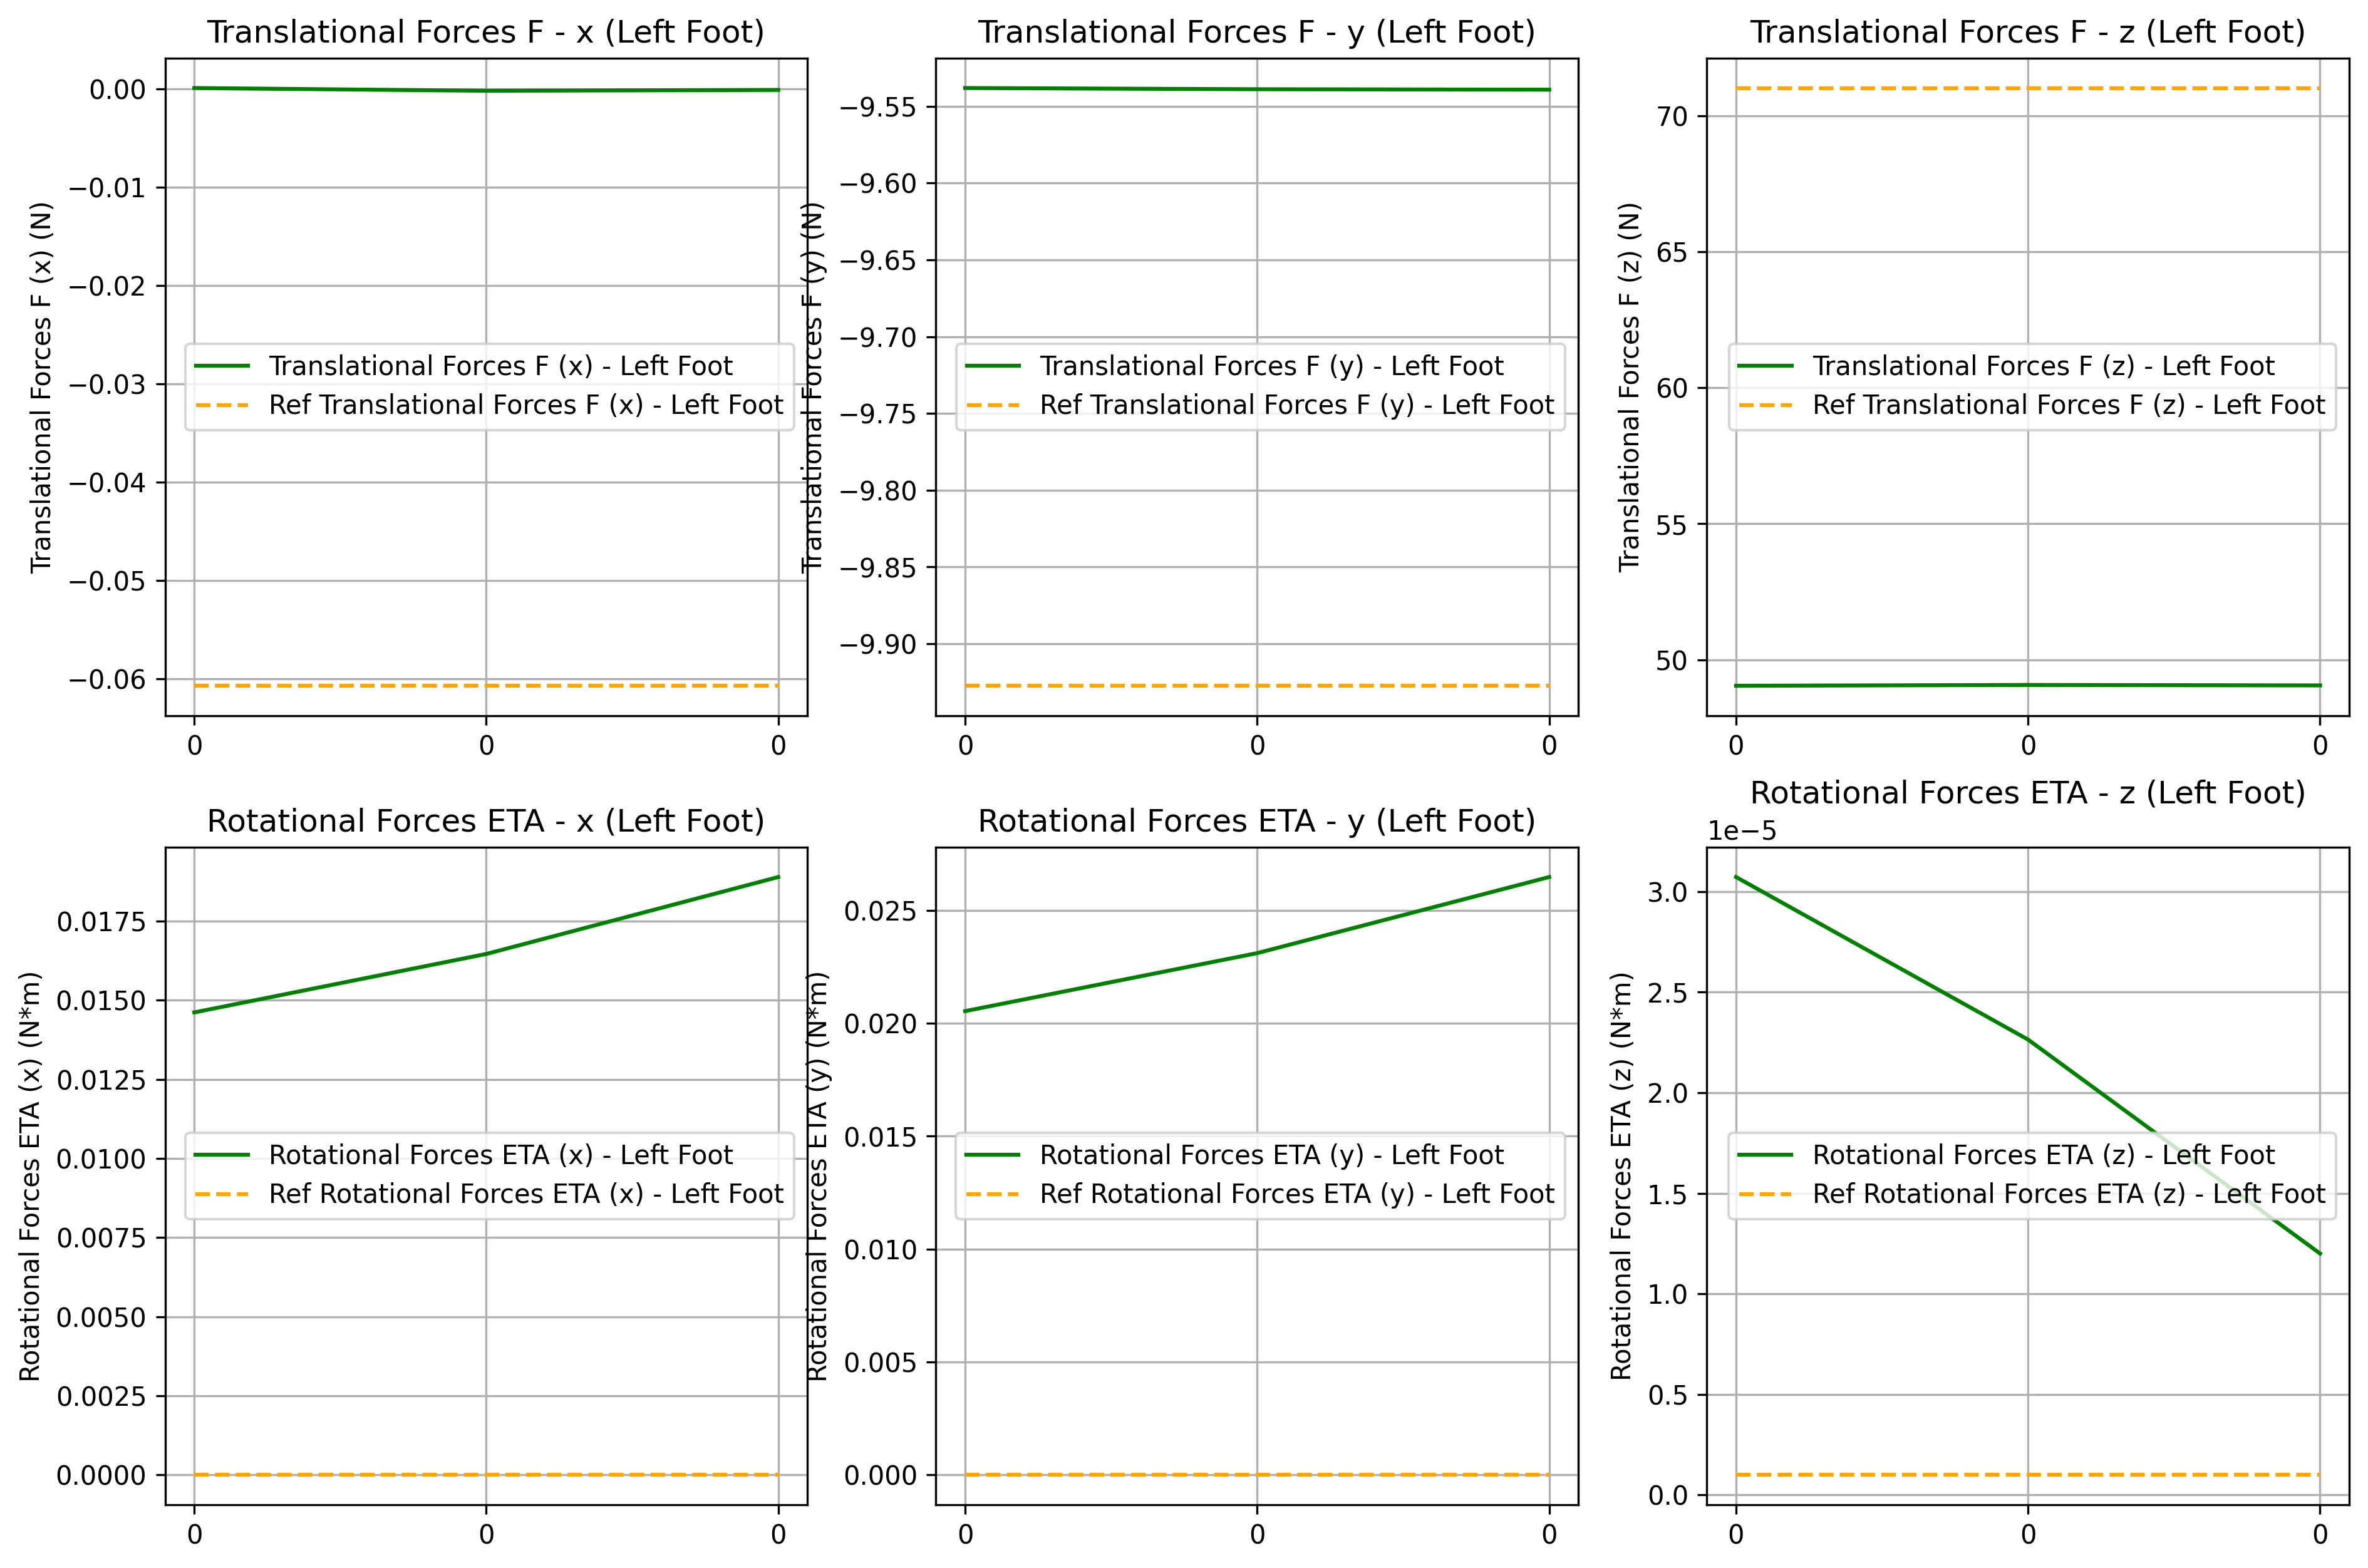 Translational Forces F - x (Left Foot)
Translational Forces F (x) (N)
0.00
−0.01
−0.02
−0.03
−0.04
−0.05
−0.06
Translational Forces F (x) - Left Foot
Ref Translational Forces F (x) - Left Foot
0 0 0
Translational Forces F - y (Left Foot)
Translational Forces F (y) (N)
−9.55
−9.60
−9.65
−9.70
−9.75
−9.80
−9.85
−9.90
Translational Forces F (y) - Left Foot
Ref Translational Forces F (y) - Left Foot
0 0 0
Translational Forces F - z (Left Foot)
Translational Forces F (z) (N)
70
65
60
55
50
Translational Forces F (z) - Left Foot
Ref Translational Forces F (z) - Left Foot
0 0 0
Rotational Forces ETA - x (Left Foot)
Rotational Forces ETA (x) (N*m)
0.0175
0.0150
0.0125
0.0100
0.0075
0.0050
0.0025
0.0000
Rotational Forces ETA (x) - Left Foot
Ref Rotational Forces ETA (x) - Left Foot
0 0 0
Rotational Forces ETA - y (Left Foot)
Rotational Forces ETA (y) (N*m)
0.025
0.020
0.015
0.010
0.005
0.000
Rotational Forces ETA (y) - Left Foot
Ref Rotational Forces ETA (y) - Left Foot
0 0 0
Rotational Forces ETA - z (Left Foot)
1e−5
Rotational Forces ETA (z) (N*m)
3.0
2.5
2.0
1.5
1.0
0.5
0.0
Rotational Forces ETA (z) - Left Foot
Ref Rotational Forces ETA (z) - Left Foot
0 0 0